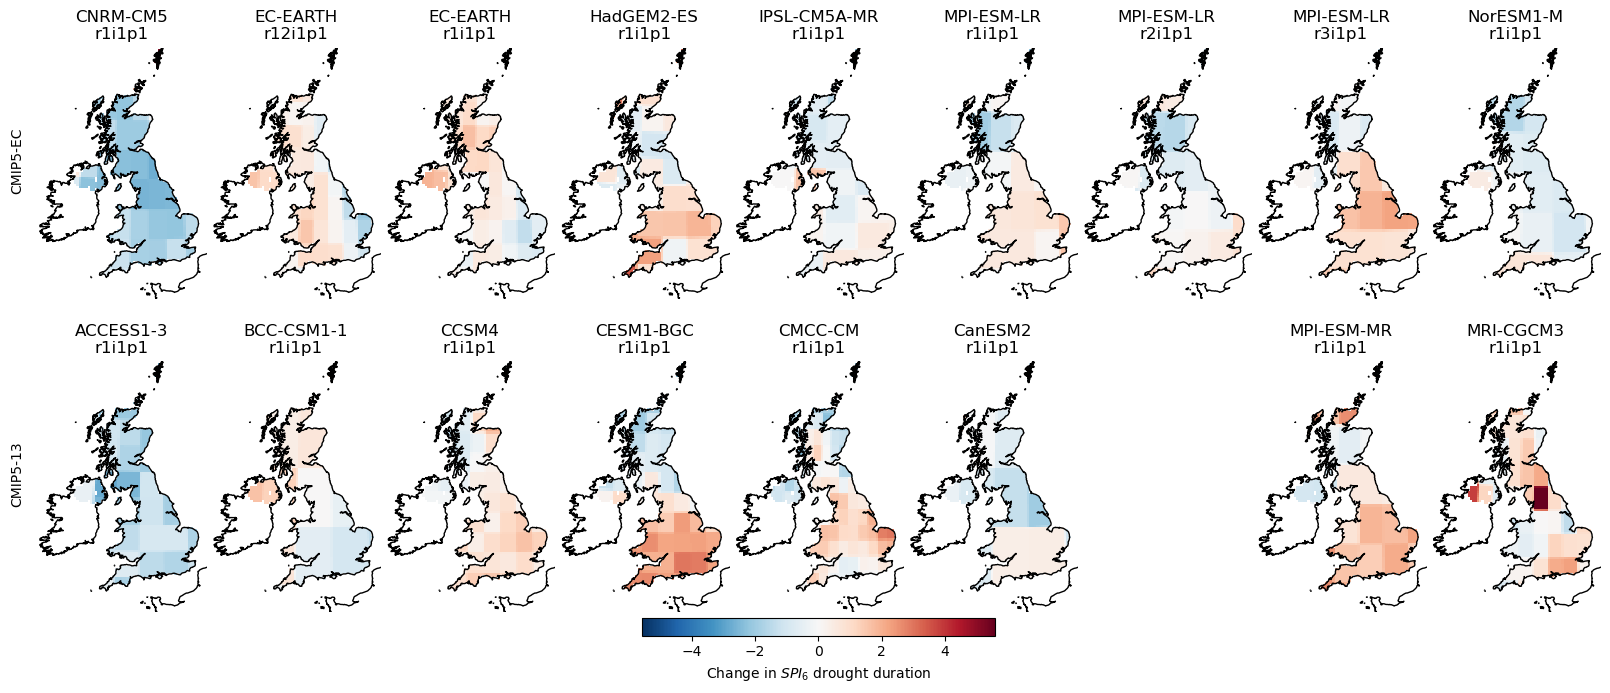 CNRM-CM5 EC-EARTH EC-EARTH HadGEM2-ES IPSL-CM5A-MR MPI-ESM-LR MPI-ESM-LR MPI-ESM-LR NorESM1-M
r1i1p1 r12i1p1 r1i1p1 r1i1p1 r1i1p1 r1i1p1 r2i1p1 r3i1p1 r1i1p1
CMIP5-EC
ACCESS1-3 BCC-CSM1-1 CCSM4 CESM1-BGC CMCC-CM CanESM2 MPI-ESM-MR MRI-CGCM3
r1i1p1 r1i1p1 r1i1p1 r1i1p1 r1i1p1 r1i1p1 r1i1p1 r1i1p1
CMIP5-13
−4 −2 0 2 4
Change in SPI₆ drought duration